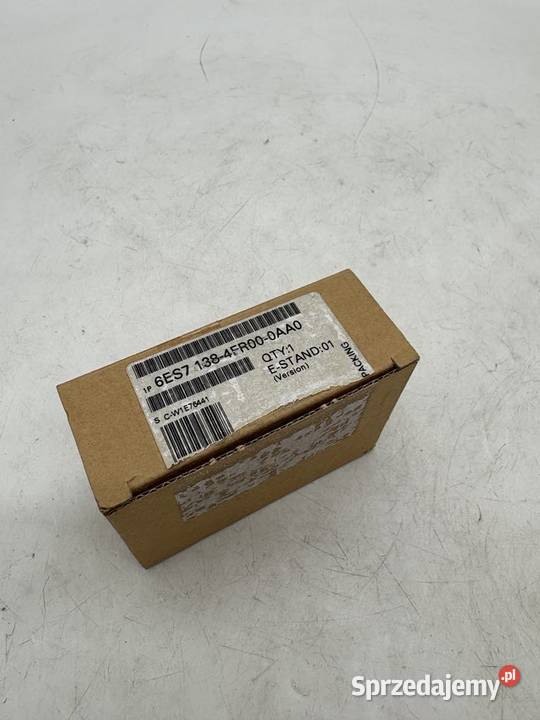 1P 6ES7 138-4FR00-0AA0
QTY:1
E-STAND:01
(Version)
S C-W1E76441
PACKING
Sprzedajemy.pl